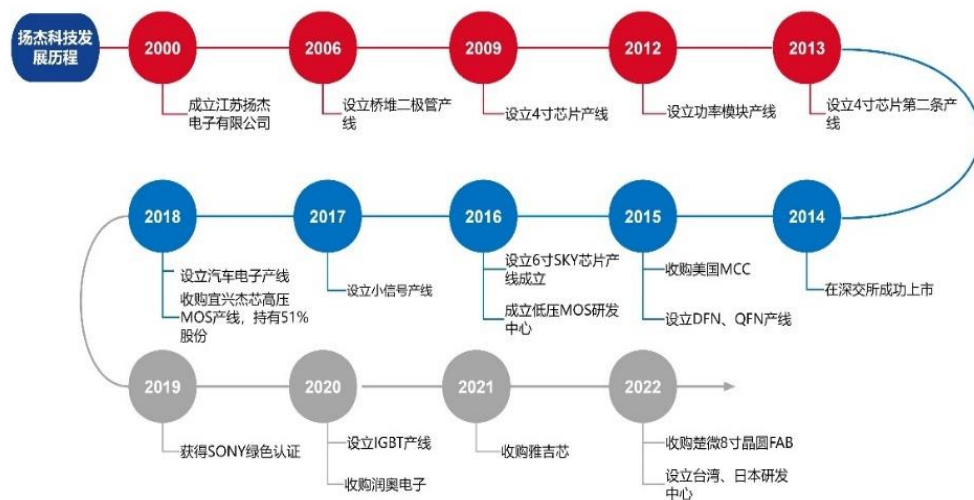 扬杰科技发
展历程
2000
2006
2009
2012
2013
成立江苏扬杰
电子有限公司
设立桥堆二极管产
线
设立4寸芯片产线
设立功率模块产线
设立4寸芯片第二条产
线
2018
2017
2016
2015
2014
设立汽车电子产线
收购宜兴杰芯高压
MOS产线，持有51%
股份
设立小信号产线
设立6寸SKY芯片产
线成立
成立低压MOS研发
中心
收购美国MCC
设立DFN、QFN产线
在深交所成功上市
2019
2020
2021
2022
获得SONY绿色认证
设立IGBT产线
收购润奥电子
收购雅吉芯
收购楚微8寸晶圆FAB
设立台湾、日本研发
中心